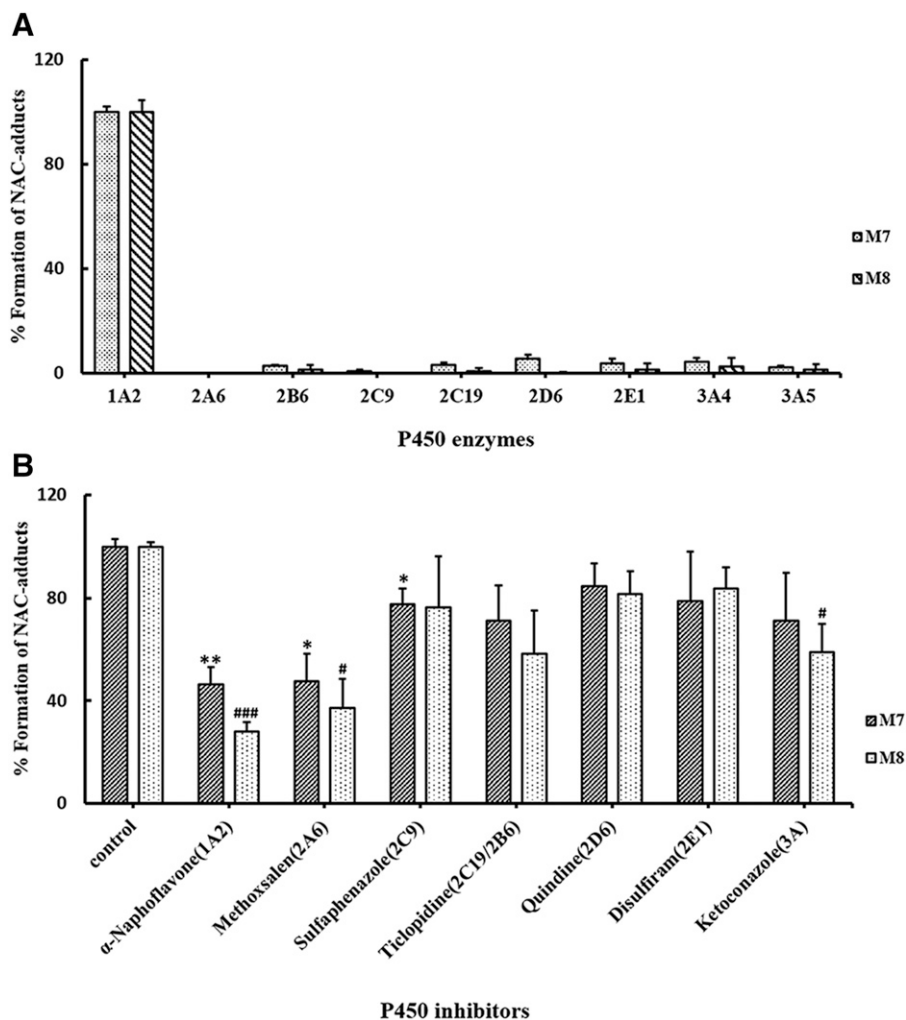 A
120
80
40
0
% Formation of NAC-adducts
1A2 2A6 2B6 2C9 2C19 2D6 2E1 3A4 3A5
P450 enzymes
M7
M8
B
120
80
40
0
% Formation of NAC-adducts
** ### * # * #
control
α-Naphoflavone(1A2)
Methoxsalen(2A6)
Sulfaphenazole(2C9)
Ticlopidine(2C19/2B6)
Quindine(2D6)
Disulfiram(2E1)
Ketoconazole(3A)
P450 inhibitors
M7
M8